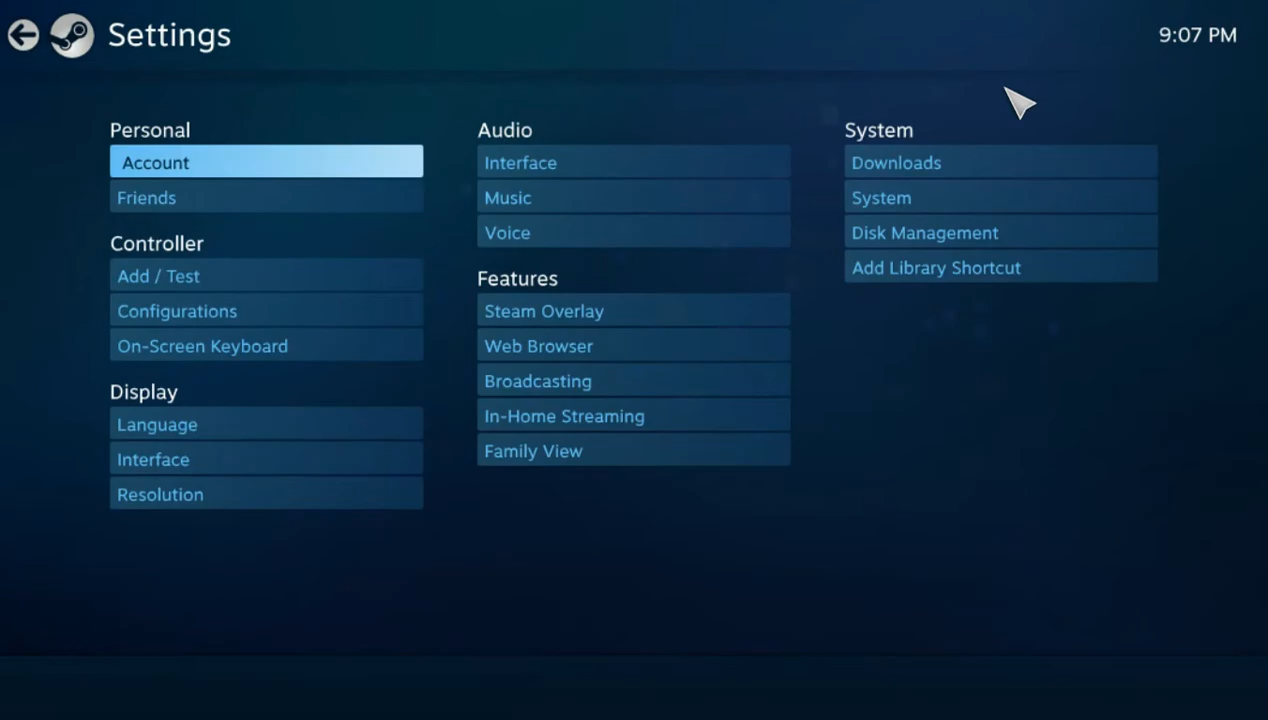 Settings
9:07 PM
Personal
Account
Friends
Controller
Add / Test
Configurations
On-Screen Keyboard
Display
Language
Interface
Resolution
Audio
Interface
Music
Voice
Features
Steam Overlay
Web Browser
Broadcasting
In-Home Streaming
Family View
System
Downloads
System
Disk Management
Add Library Shortcut